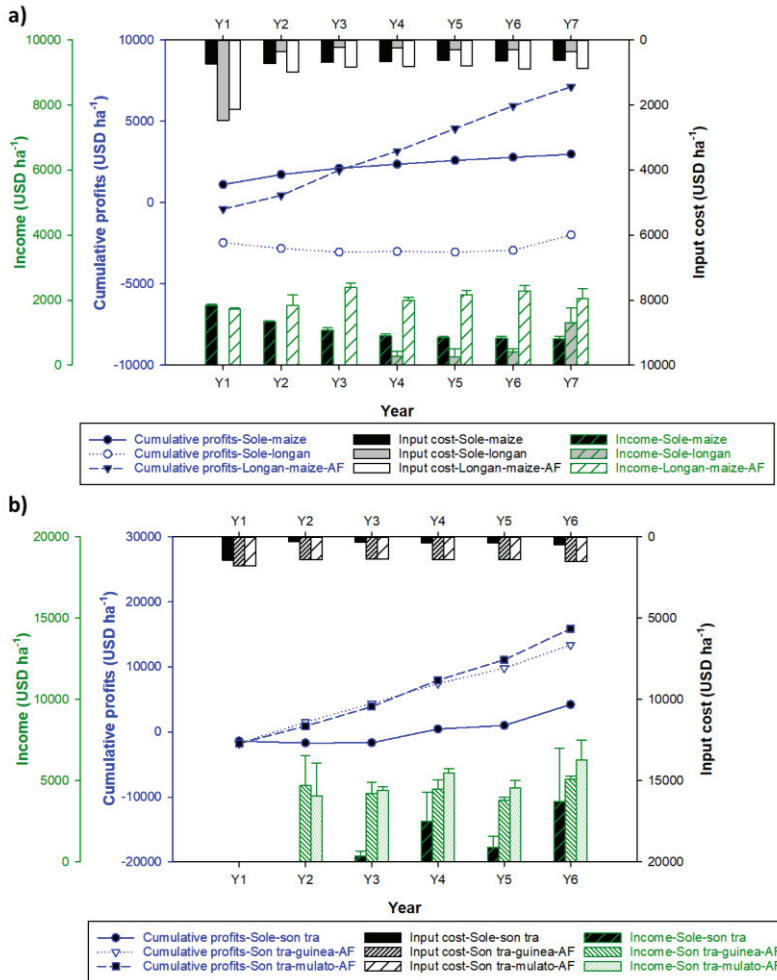 a)
Y1 Y2 Y3 Y4 Y5 Y6 Y7
10000 10000 0
8000 5000 2000
6000 0 4000
4000 -5000 6000
2000 8000
0 -10000 10000
Income (USD ha-1)
Cumulative profits (USD ha-1)
Input cost (USD ha-1)
Y1 Y2 Y3 Y4 Y5 Y6 Y7
Year
Cumulative profits-Sole-maize Input cost-Sole-maize Income-Sole-maize
Cumulative profits-Sole-longan Input cost-Sole-longan Income-Sole-longan
Cumulative profits-Longan-maize-AF Input cost-Longan-maize-AF Income-Longan-maize-AF
b)
Y1 Y2 Y3 Y4 Y5 Y6
20000 30000 0
20000
15000 5000
10000
10000 10000
0
5000 -10000 15000
0 -20000 20000
Income (USD ha-1)
Cumulative profits (USD ha-1)
Input cost (USD ha-1)
Y1 Y2 Y3 Y4 Y5 Y6
Year
Cumulative profits-Sole-son tra Input cost-Sole-son tra Income-Sole-son tra
Cumulative profits-Son tra-guinea-AF Input cost-Son tra-guinea-AF Income-Son tra-guinea-AF
Cumulative profits-Son tra-mulato-AF Input cost-Son tra-mulato-AF Income-Son tra-mulato-AF